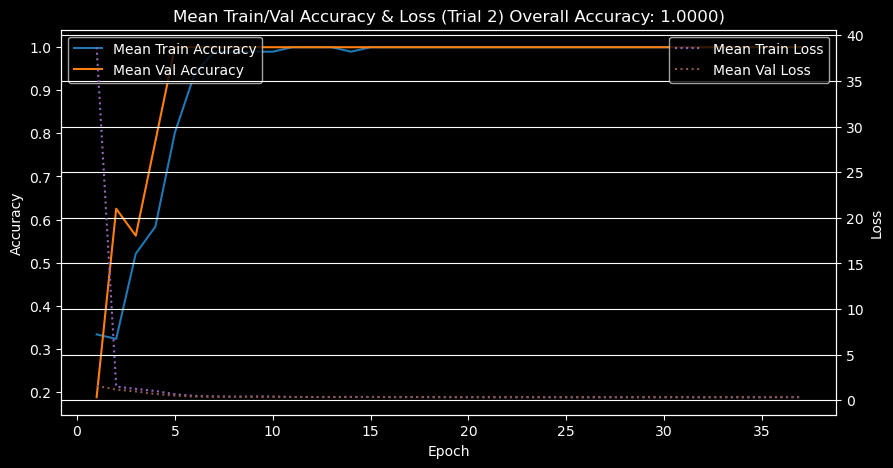 Mean Train/Val Accuracy & Loss (Trial 2) Overall Accuracy: 1.0000)
Mean Train Accuracy
Mean Val Accuracy
Mean Train Loss
Mean Val Loss
Accuracy
1.0
0.9
0.8
0.7
0.6
0.5
0.4
0.3
0.2
40
35
30
25
20
15
10
5
0
Loss
0 5 10 15 20 25 30 35
Epoch